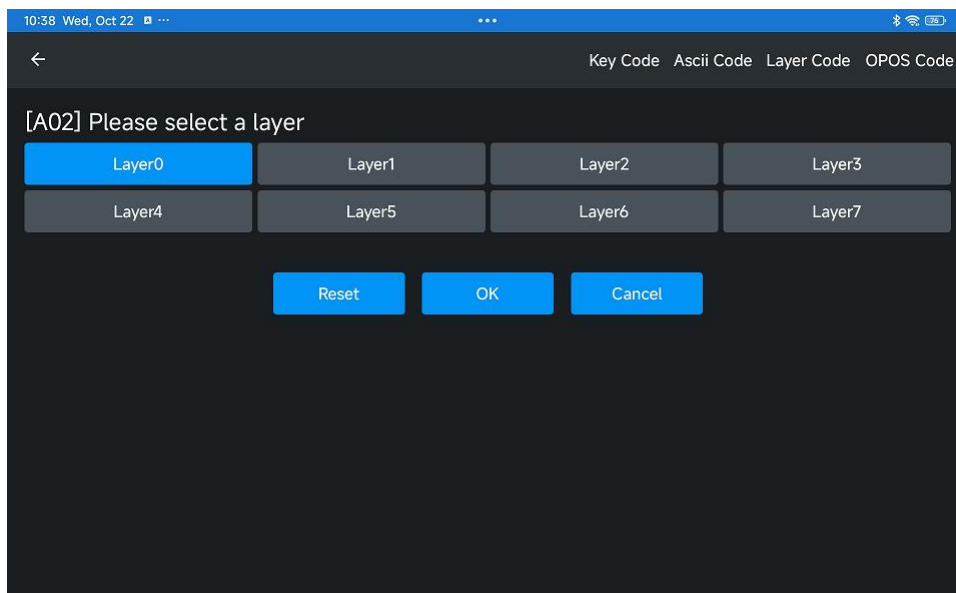 10:38 Wed, Oct 22 A ... ... 76
Key Code Ascii Code Layer Code OPOS Code
[A02] Please select a layer
Layer0 Layer1 Layer2 Layer3
Layer4 Layer5 Layer6 Layer7
Reset OK Cancel